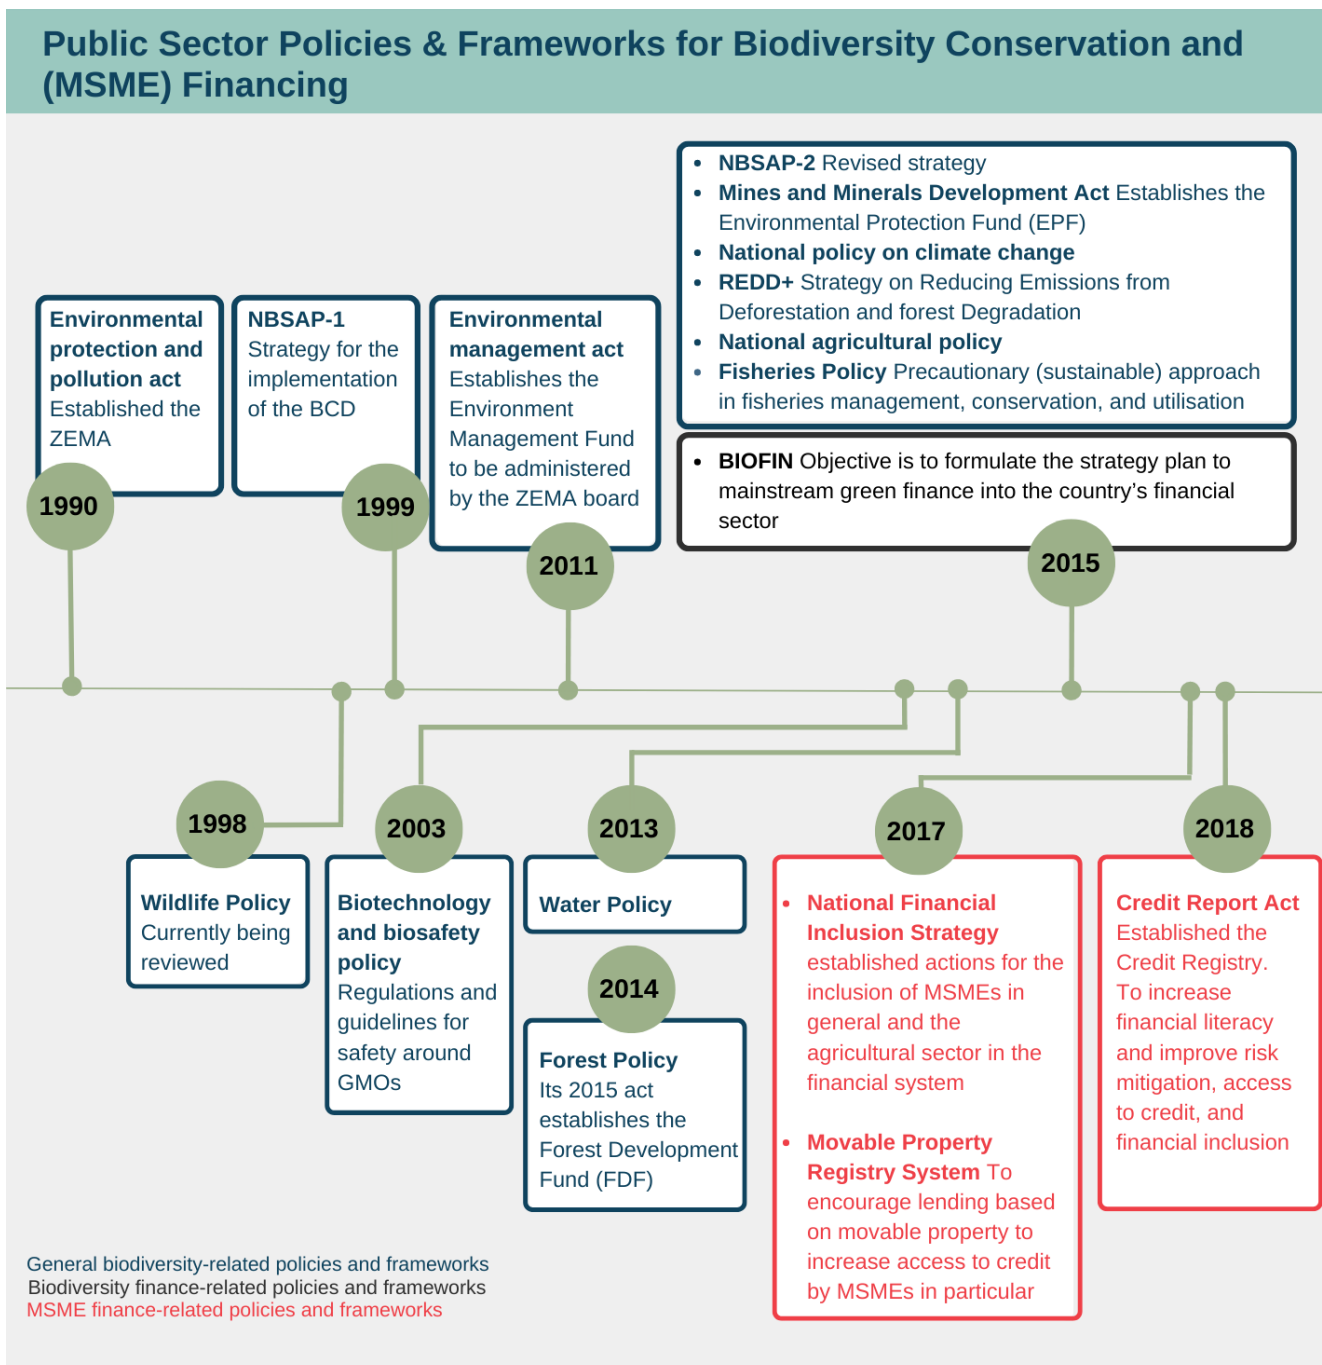 Public Sector Policies & Frameworks for Biodiversity Conservation and
(MSME) Financing
Environmental
protection and
pollution act
Established the
ZEMA
1990
NBSAP-1
Strategy for the
implementation
of the BCD
1999
Environmental
management act
Establishes the
Environment
Management Fund
to be administered
by the ZEMA board
2011
• NBSAP-2 Revised strategy
• Mines and Minerals Development Act Establishes the
Environmental Protection Fund (EPF)
• National policy on climate change
• REDD+ Strategy on Reducing Emissions from
Deforestation and forest Degradation
• National agricultural policy
• Fisheries Policy Precautionary (sustainable) approach
in fisheries management, conservation, and utilisation
• BIOFIN Objective is to formulate the strategy plan to
mainstream green finance into the country's financial
sector
2015
1998
Wildlife Policy
Currently being
reviewed
2003
Biotechnology
and biosafety
policy
Regulations and
guidelines for
safety around
GMOs
2013
Water Policy
2014
Forest Policy
Its 2015 act
establishes the
Forest Development
Fund (FDF)
2017
• National Financial
Inclusion Strategy
established actions for the
inclusion of MSMEs in
general and the
agricultural sector in the
financial system
• Movable Property
Registry System To
encourage lending based
on movable property to
increase access to credit
by MSMEs in particular
2018
Credit Report Act
Established the
Credit Registry.
To increase
financial literacy
and improve risk
mitigation, access
to credit, and
financial inclusion
General biodiversity-related policies and frameworks
Biodiversity finance-related policies and frameworks
MSME finance-related policies and frameworks